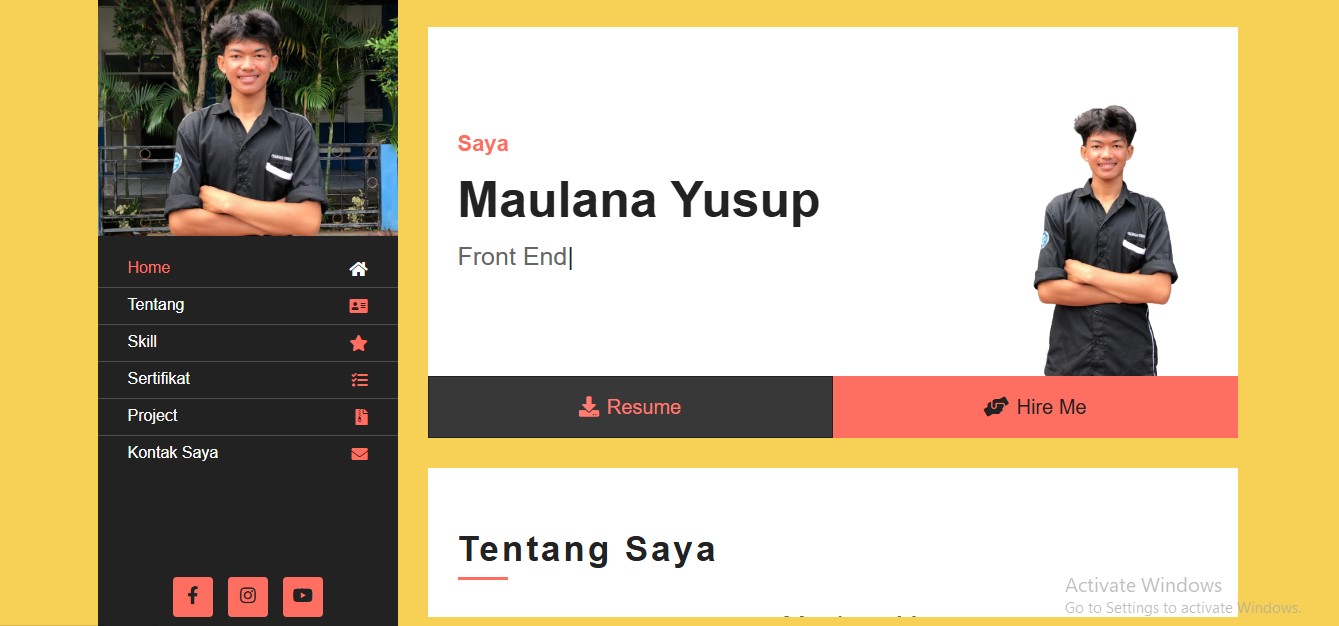 Home
Tentang
Skill
Sertifikat
Project
Kontak Saya
Saya
Maulana Yusup
Front End|
Resume
Hire Me
Tentang Saya
Activate Windows
Go to Settings to activate Windows.